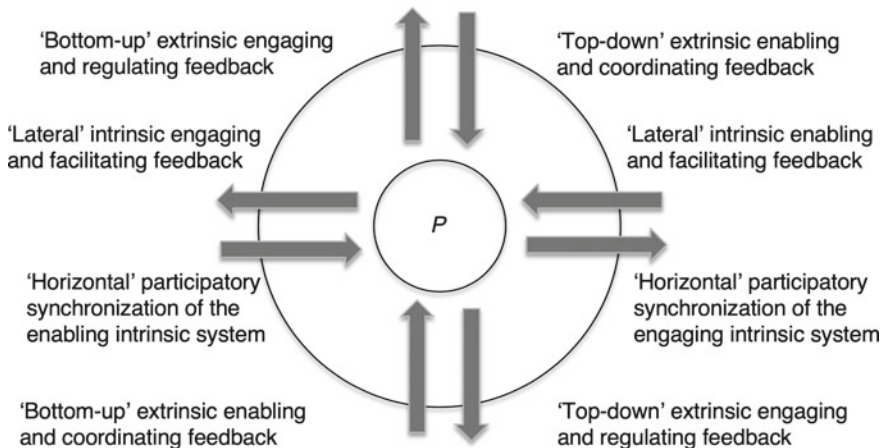 ‘Bottom-up’ extrinsic engaging
and regulating feedback
‘Top-down’ extrinsic enabling
and coordinating feedback
‘Lateral’ intrinsic engaging
and facilitating feedback
‘Lateral’ intrinsic enabling
and facilitating feedback
P
‘Horizontal’ participatory
synchronization of the
enabling intrinsic system
‘Horizontal’ participatory
synchronization of the
engaging intrinsic system
‘Bottom-up’ extrinsic enabling
and coordinating feedback
‘Top-down’ extrinsic engaging
and regulating feedback